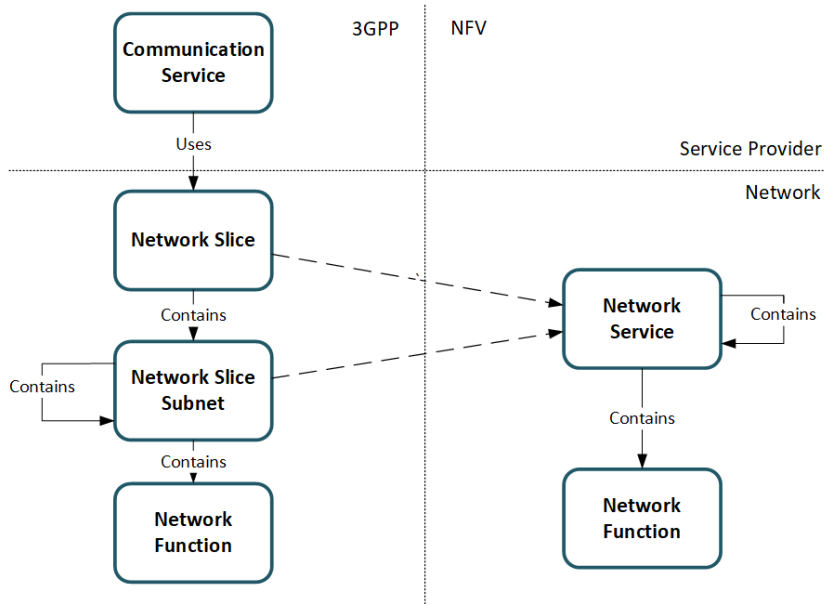 3GPP
NFV
Communication
Service
Uses
Service Provider
Network
Network Slice
Contains
Network
Service
Contains
Network Slice
Subnet
Contains
Contains
Contains
Network
Function
Network
Function